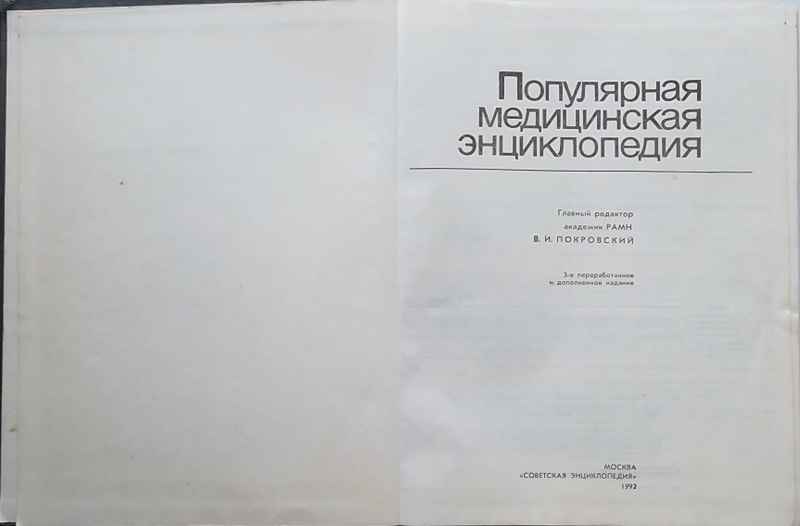 Популярная
медицинская
энциклопедия
Главный редактор
академик РАМН
В. И. ПОКРОВСКИЙ
3-е переработанное
и дополненное издание
МОСКВА
«СОВЕТСКАЯ ЭНЦИКЛОПЕДИЯ»
1992